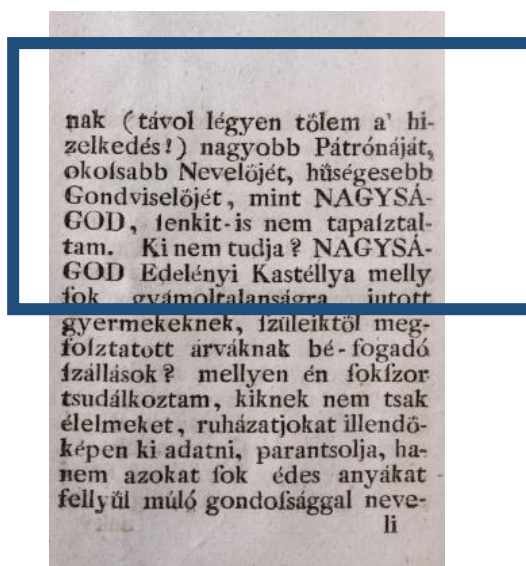 nak (távol légyen tőlem a' hi-
zelkedés!) nagyobb Pátrónáját,
okoſsabb Nevelőjét, hűségesebb
Gondviselőjét, mint NAGYSÁ-
GOD, ſenkit-is nem tapaſztal-
tam. Ki nem tudja? NAGYSÁ-
GOD Edelényi Kastéllya melly
ſok gyámoltalanságra jutott
gyermekeknek, ſzüleiktől meg-
foſztatott árváknak bé-fogadó
ſzállások? mellyen én ſokſzor
tsudálkoztam, kiknek nem tsak
élelmeket, ruházatjokat illendő-
képen ki adatni, parantsolja, ha-
nem azokat ſok édes anyákat
fellyűl múló gondoſsággal neve-
li